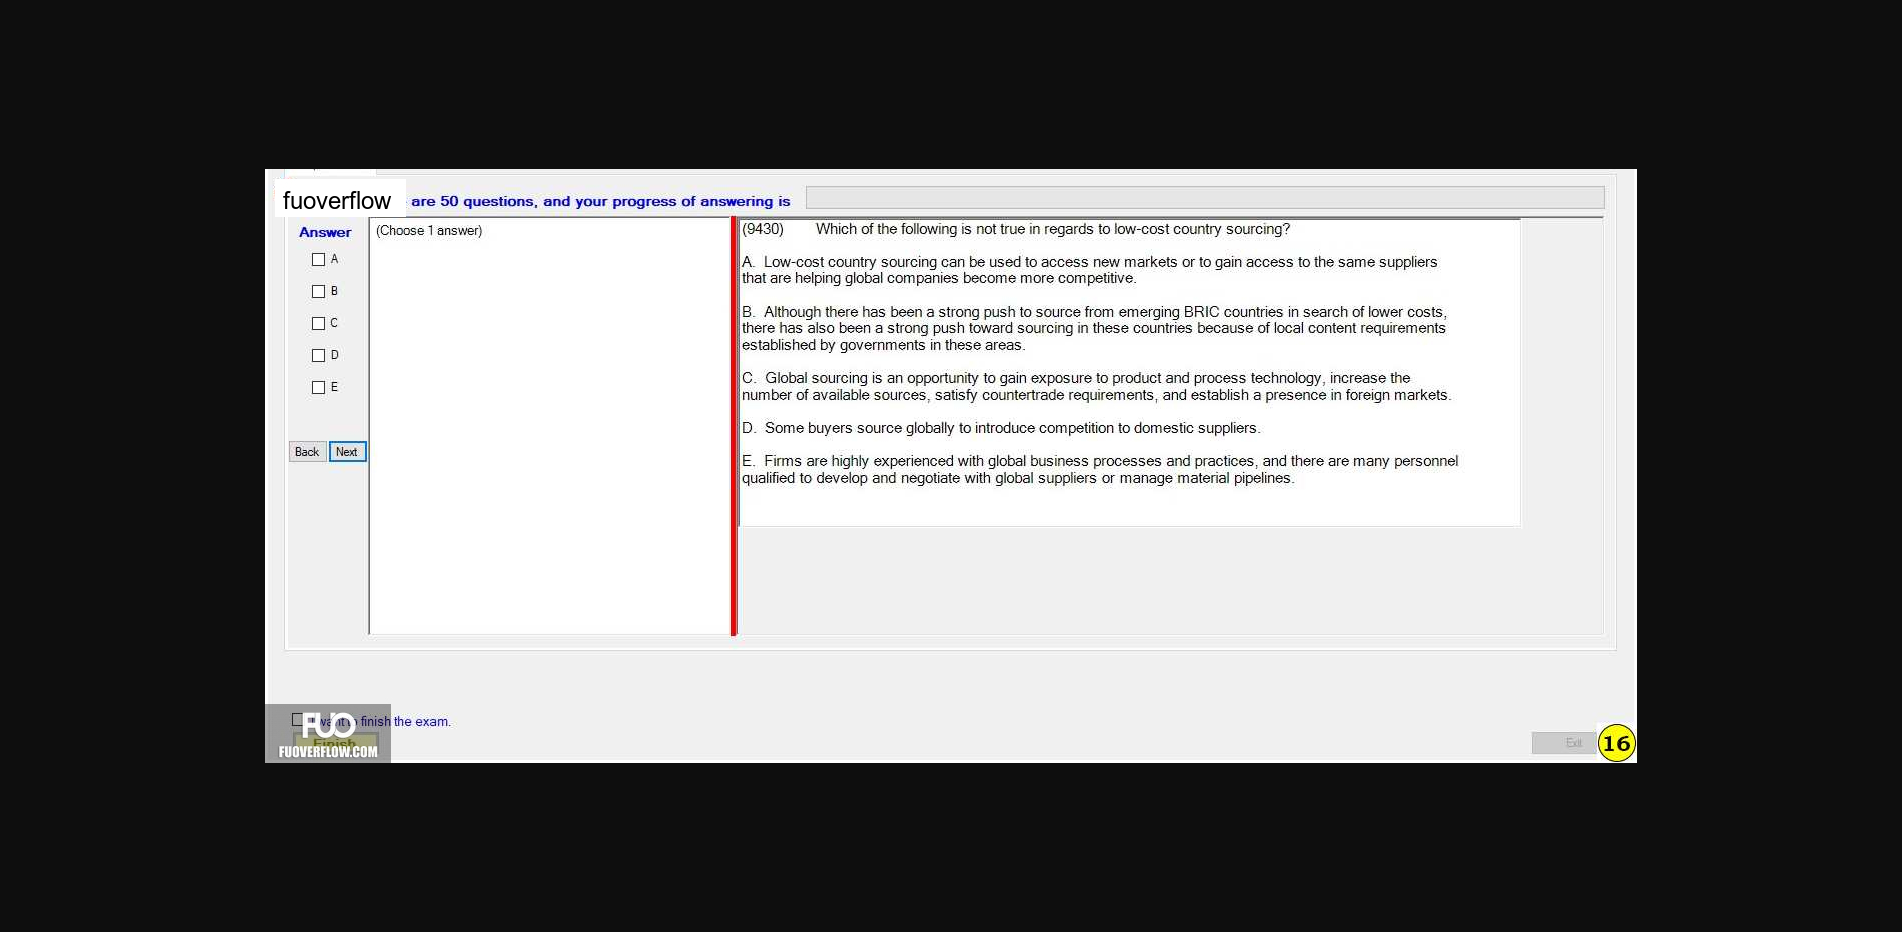 fuoverflow are 50 questions, and your progress of answering is
Answer
A
B
C
D
E
Back Next
(Choose 1 answer)
(9430) Which of the following is not true in regards to low-cost country sourcing?
A. Low-cost country sourcing can be used to access new markets or to gain access to the same suppliers
that are helping global companies become more competitive.
B. Although there has been a strong push to source from emerging BRIC countries in search of lower costs,
there has also been a strong push toward sourcing in these countries because of local content requirements
established by governments in these areas.
C. Global sourcing is an opportunity to gain exposure to product and process technology, increase the
number of available sources, satisfy countertrade requirements, and establish a presence in foreign markets.
D. Some buyers source globally to introduce competition to domestic suppliers.
E. Firms are highly experienced with global business processes and practices, and there are many personnel
qualified to develop and negotiate with global suppliers or manage material pipelines.
I want to finish the exam.
FUO
Finish
FUOVERFLOW.COM
Exit
16